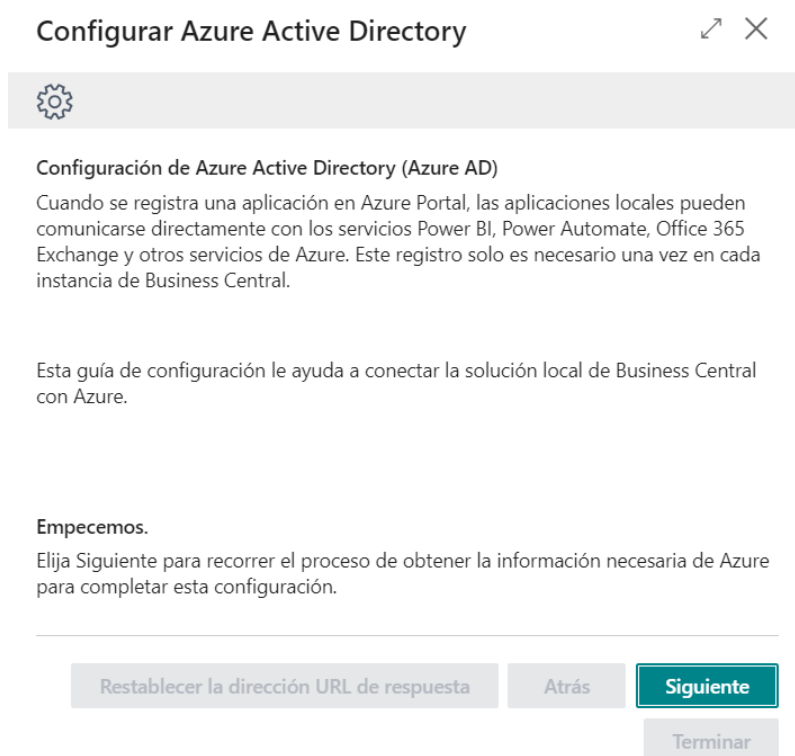 Configurar Azure Active Directory
Configuración de Azure Active Directory (Azure AD)
Cuando se registra una aplicación en Azure Portal, las aplicaciones locales pueden
comunicarse directamente con los servicios Power BI, Power Automate, Office 365
Exchange y otros servicios de Azure. Este registro solo es necesario una vez en cada
instancia de Business Central.
Esta guía de configuración le ayuda a conectar la solución local de Business Central
con Azure.
Empecemos.
Elija Siguiente para recorrer el proceso de obtener la información necesaria de Azure
para completar esta configuración.
Restablecer la dirección URL de respuesta
Atrás
Siguiente
Terminar